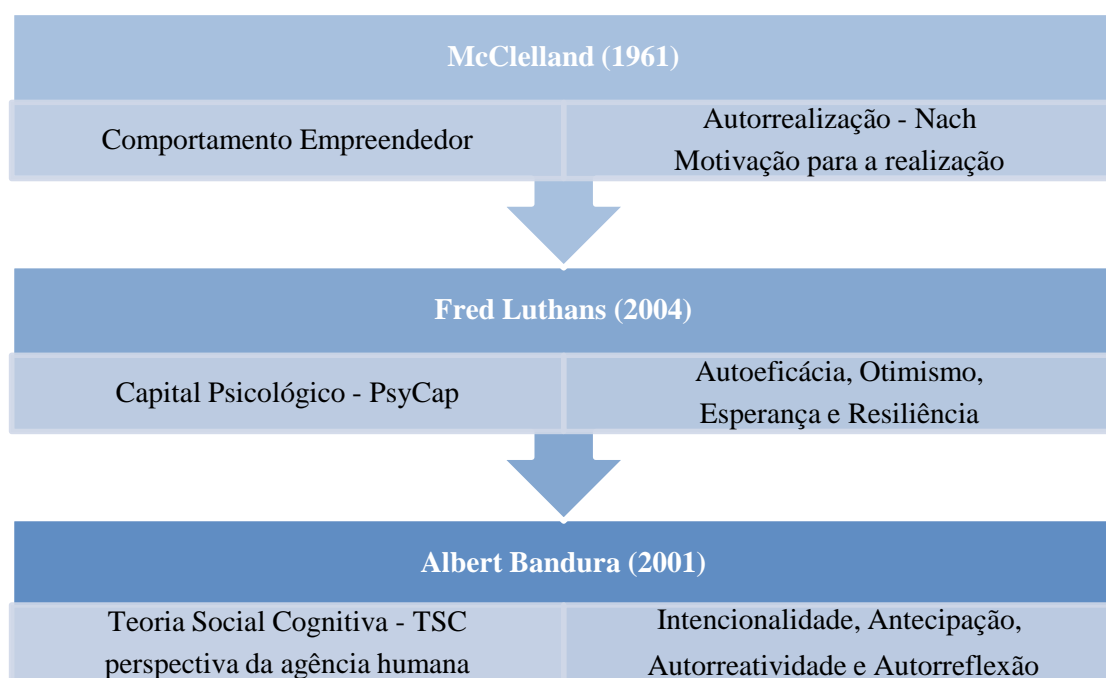 McClelland (1961)
Comportamento Empreendedor
Autorrealização - Nach
Motivação para a realização
Fred Luthans (2004)
Capital Psicológico - PsyCap
Autoeficácia, Otimismo,
Esperança e Resiliência
Albert Bandura (2001)
Teoria Social Cognitiva - TSC
perspectiva da agência humana
Intencionalidade, Antecipação,
Autorreatividade e Autorreflexão